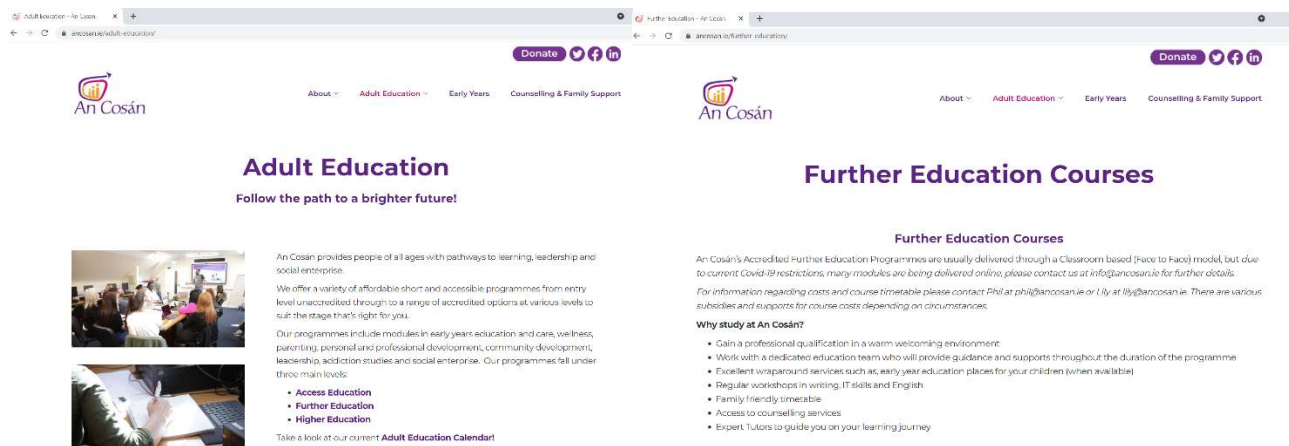 Adult Education – An Cosán
ancosan.ie/adult-education/
Donate
An Cosán
About
Adult Education
Early Years
Counselling & Family Support
Adult Education
Follow the path to a brighter future!
An Cosán provides people of all ages with pathways to learning, leadership and
social enterprise.
We offer a variety of affordable short and accessible programmes from entry
level unaccredited through to a range of accredited options at various levels to
suit the stage that's right for you.
Our programmes include modules in early years education and care, wellness,
parenting, personal and professional development, community development,
leadership, addiction studies and social enterprise. Our programmes fall under
three main levels:
• Access Education
• Further Education
• Higher Education
Take a look at our current Adult Education Calendar!
Further Education – An Cosán
ancosan.ie/further-education/
Donate
An Cosán
About
Adult Education
Early Years
Counselling & Family Support
Further Education Courses
Further Education Courses
An Cosán's Accredited Further Education Programmes are usually delivered through a Classroom based (Face to Face) model, but due
to current Covid-19 restrictions, many modules are being delivered online, please contact us at info@ancosan.ie for further details.
For information regarding costs and course timetable please contact Phil at phil@ancosan.ie or Lily at lily@ancosan.ie. There are various
subsidies and supports for course costs depending on circumstances.
Why study at An Cosán?
• Gain a professional qualification in a warm welcoming environment
• Work with a dedicated education team who will provide guidance and supports throughout the duration of the programme
• Excellent wraparound services such as, early year education places for your children (when available)
• Regular workshops in writing, IT skills and English
• Family friendly timetable
• Access to counselling services
• Expert Tutors to guide you on your learning journey